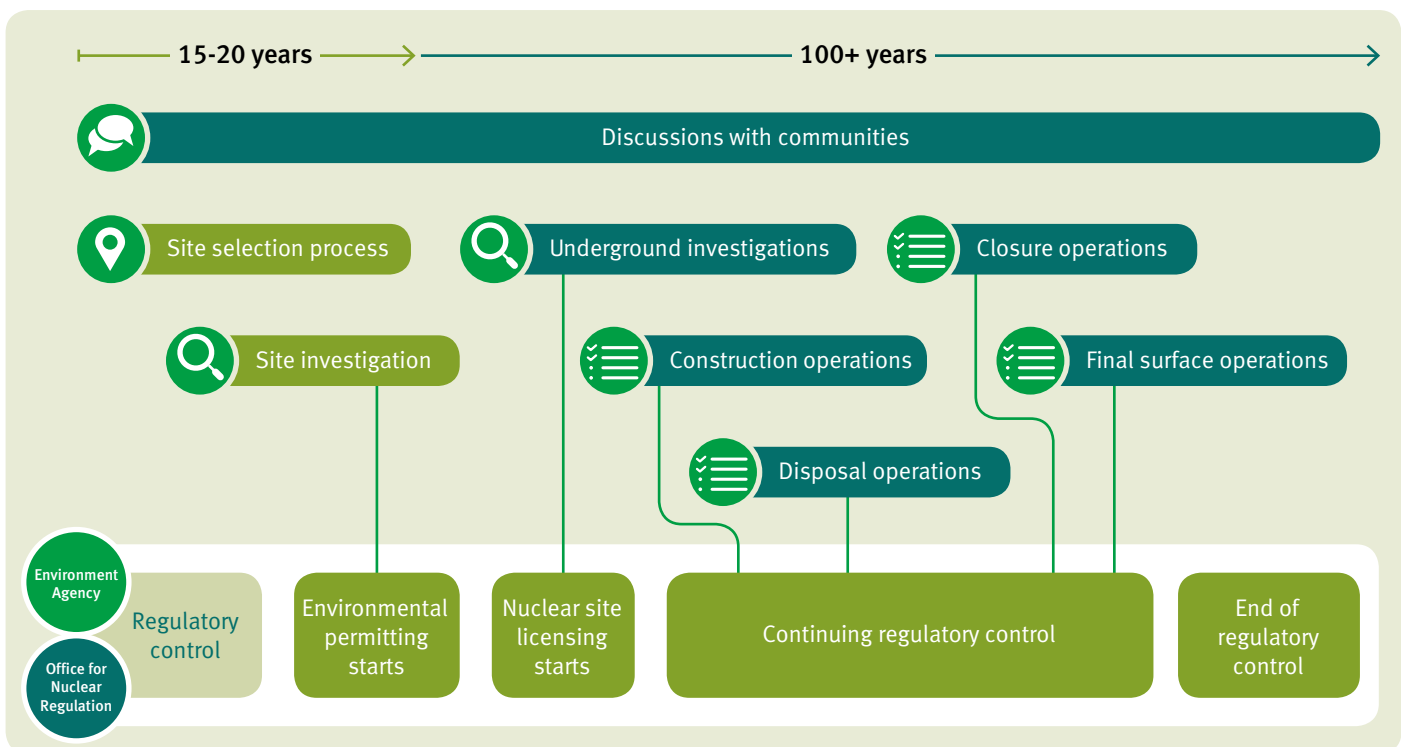 15-20 years
100+ years
Discussions with communities
Site selection process
Underground investigations
Closure operations
Site investigation
Construction operations
Final surface operations
Disposal operations
Environment
Agency
Office for
Nuclear
Regulation
Regulatory
control
Environmental
permitting
starts
Nuclear site
licensing
starts
Continuing regulatory control
End of
regulatory
control